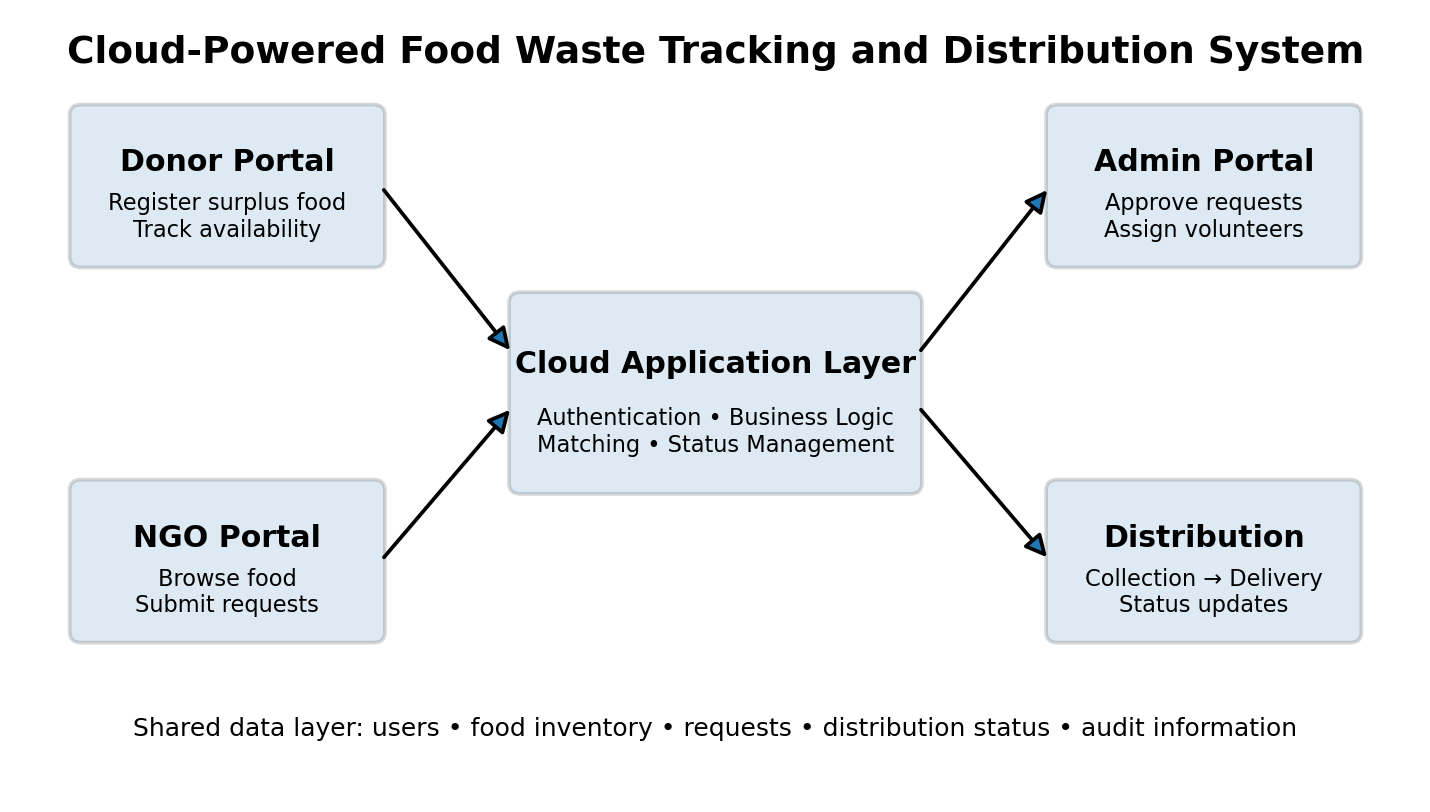 Cloud-Powered Food Waste Tracking and Distribution System
Donor Portal
Register surplus food
Track availability
Admin Portal
Approve requests
Assign volunteers
Cloud Application Layer
Authentication • Business Logic
Matching • Status Management
NGO Portal
Browse food
Submit requests
Distribution
Collection → Delivery
Status updates
Shared data layer: users • food inventory • requests • distribution status • audit information